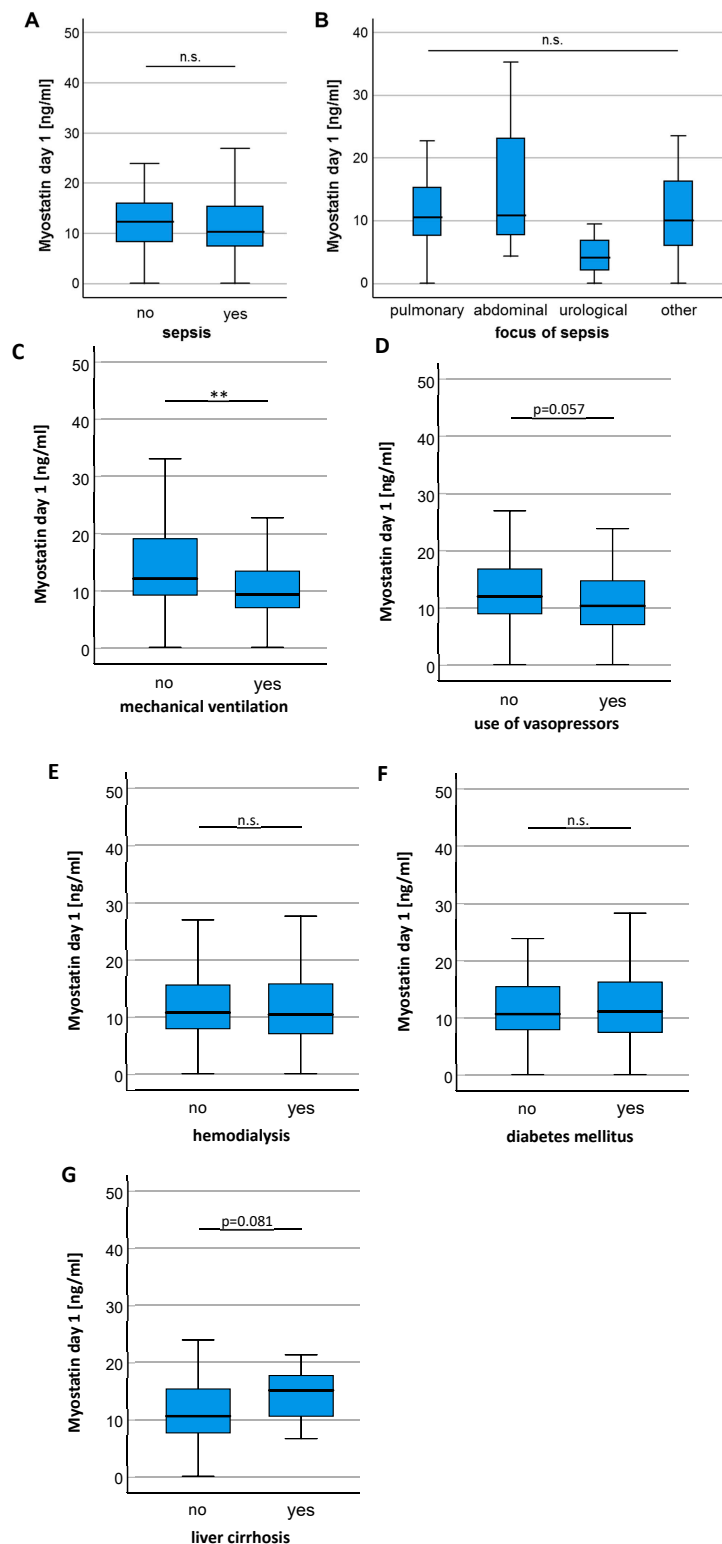 A
Myostatin day 1 [ng/ml]
50
40
30
20
10
0
n.s.
no yes
sepsis
B
Myostatin day 1 [ng/ml]
40
30
20
10
0
n.s.
pulmonary abdominal urological other
focus of sepsis
C
Myostatin day 1 [ng/ml]
50
40
30
20
10
0
**
no yes
mechanical ventilation
D
Myostatin day 1 [ng/ml]
50
40
30
20
10
0
p=0.057
no yes
use of vasopressors
E
Myostatin day 1 [ng/ml]
50
40
30
20
10
0
n.s.
no yes
hemodialysis
F
Myostatin day 1 [ng/ml]
50
40
30
20
10
0
n.s.
no yes
diabetes mellitus
G
Myostatin day 1 [ng/ml]
50
40
30
20
10
0
p=0.081
no yes
liver cirrhosis